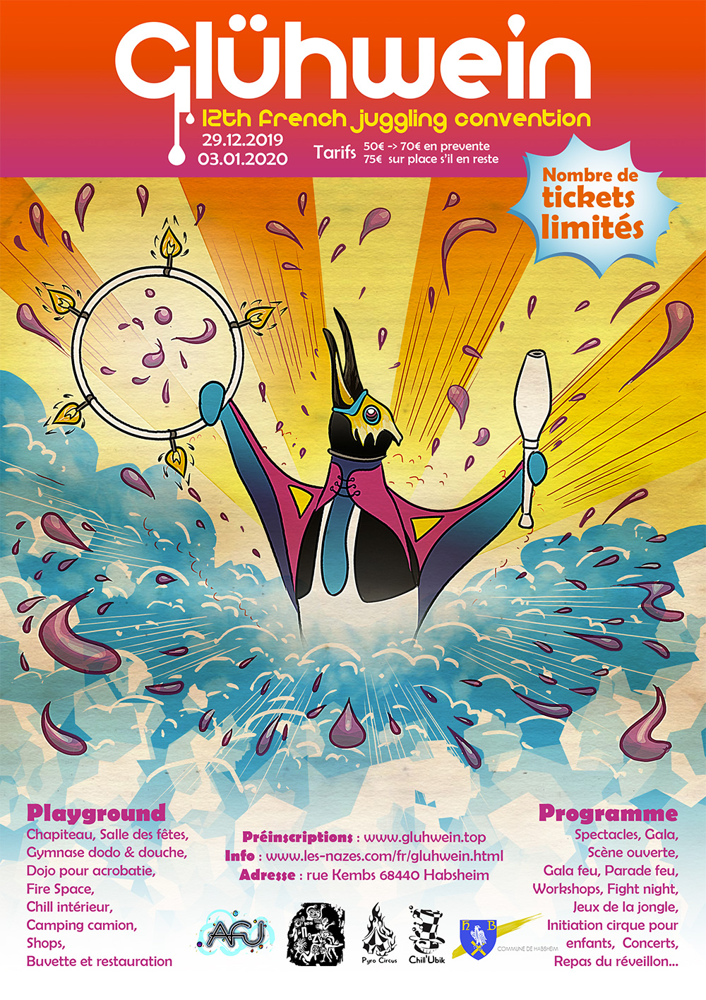 Glühwein
12th French juggling convention
29.12.2019
03.01.2020
Tarifs
50€ -> 70€ en prevente
75€ sur place s'il en reste
Nombre de
tickets
limités
Playground
Chapiteau, Salle des fêtes,
Gymnase dodo & douche,
Dojo pour acrobatie,
Fire Space,
Chill intérieur,
Camping camion,
Shops,
Buvette et restauration
Préinscriptions : www.gluhwein.top
Info : www.les-nazes.com/fr/gluhwein.html
Adresse : rue Kembs 68440 Habsheim
Programme
Spectacles, Gala,
Scène ouverte,
Gala feu, Parade feu,
Workshops, Fight night,
Jeux de la jongle,
Initiation cirque pour
enfants, Concerts,
Repas du réveillon...
AFJ
Pyro Circus
Chill'Ubik
H B
COMMUNE DE HABSHEIM